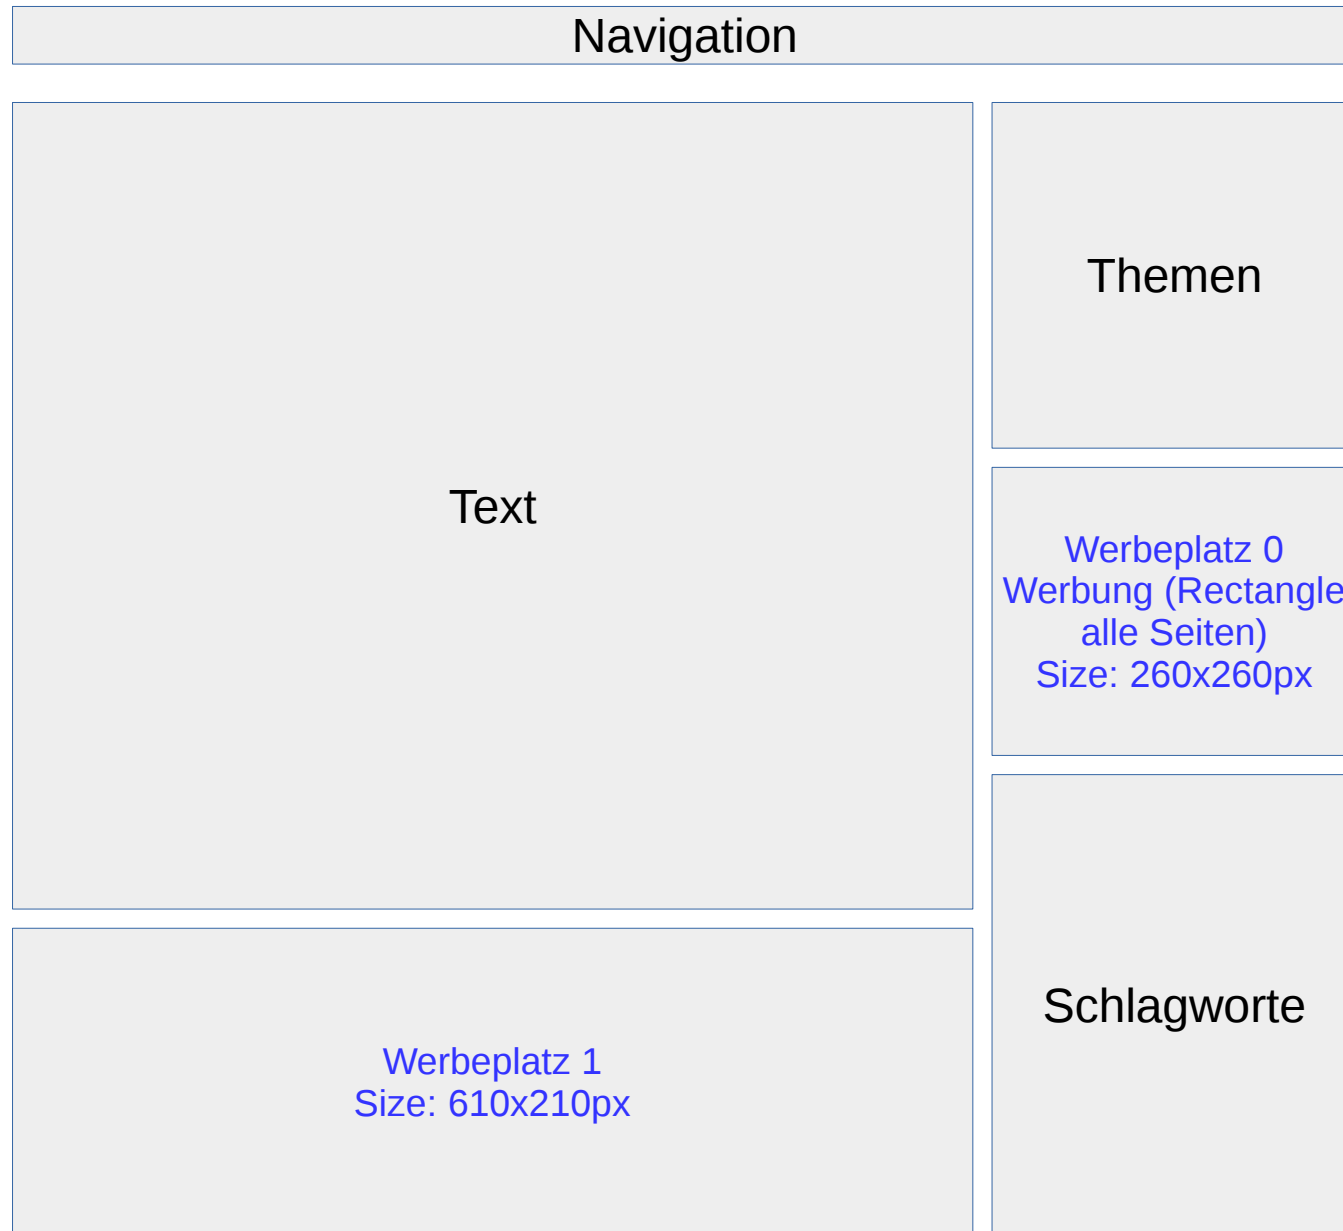 Navigation
Text
Themen
Werbeplatz 0
Werbung (Rectangle
alle Seiten)
Size: 260x260px
Schlagworte
Werbeplatz 1
Size: 610x210px